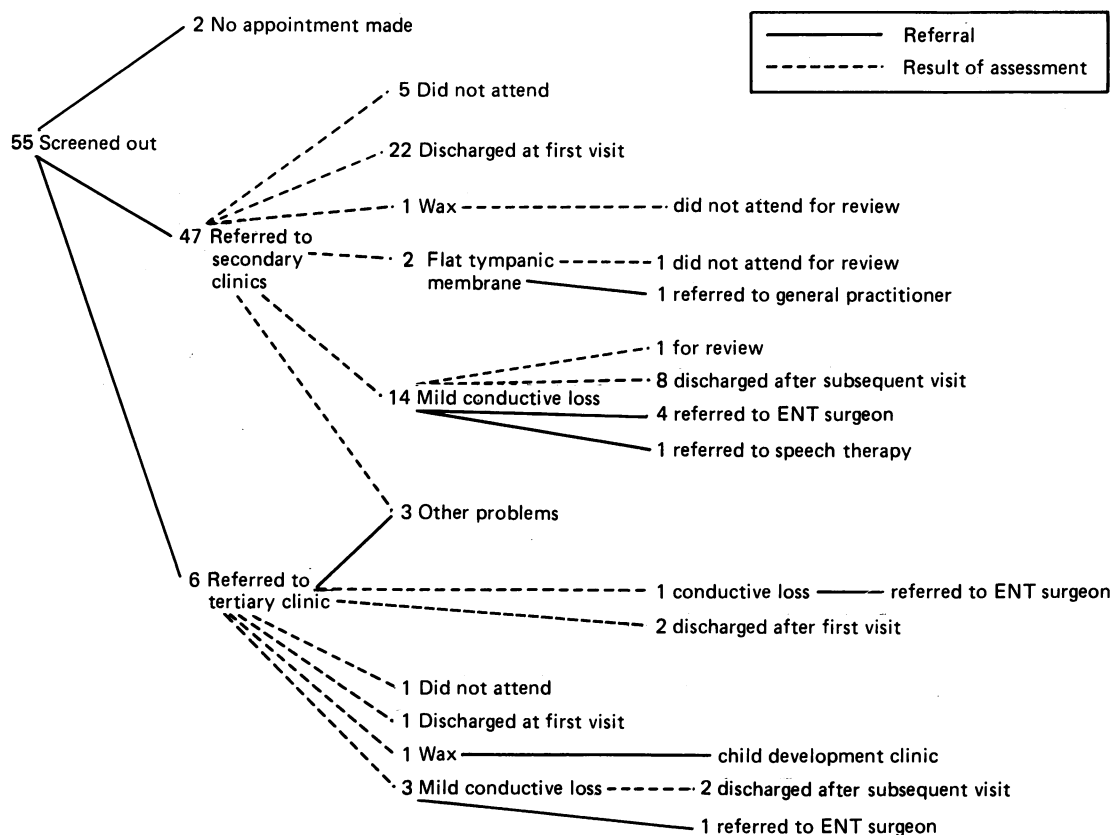 2 No appointment made
Referral
Result of assessment
5 Did not attend
55 Screened out
22 Discharged at first visit
1 Wax
did not attend for review
47 Referred to
secondary
clinics
2 Flat tympanic
membrane
1 did not attend for review
1 referred to general practitioner
1 for review
8 discharged after subsequent visit
14 Mild conductive loss
4 referred to ENT surgeon
1 referred to speech therapy
3 Other problems
6 Referred to
tertiary clinic
1 conductive loss
referred to ENT surgeon
2 discharged after first visit
1 Did not attend
1 Discharged at first visit
1 Wax
child development clinic
3 Mild conductive loss
2 discharged after subsequent visit
1 referred to ENT surgeon